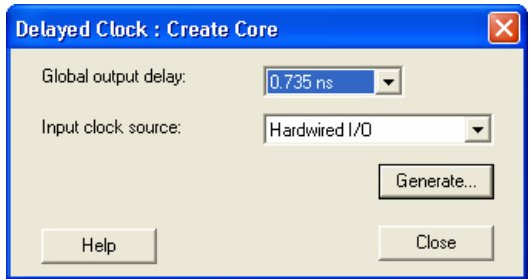 Delayed Clock : Create Core
Global output delay: 0.735 ns
Input clock source: Hardwired I/O
Generate...
Help Close